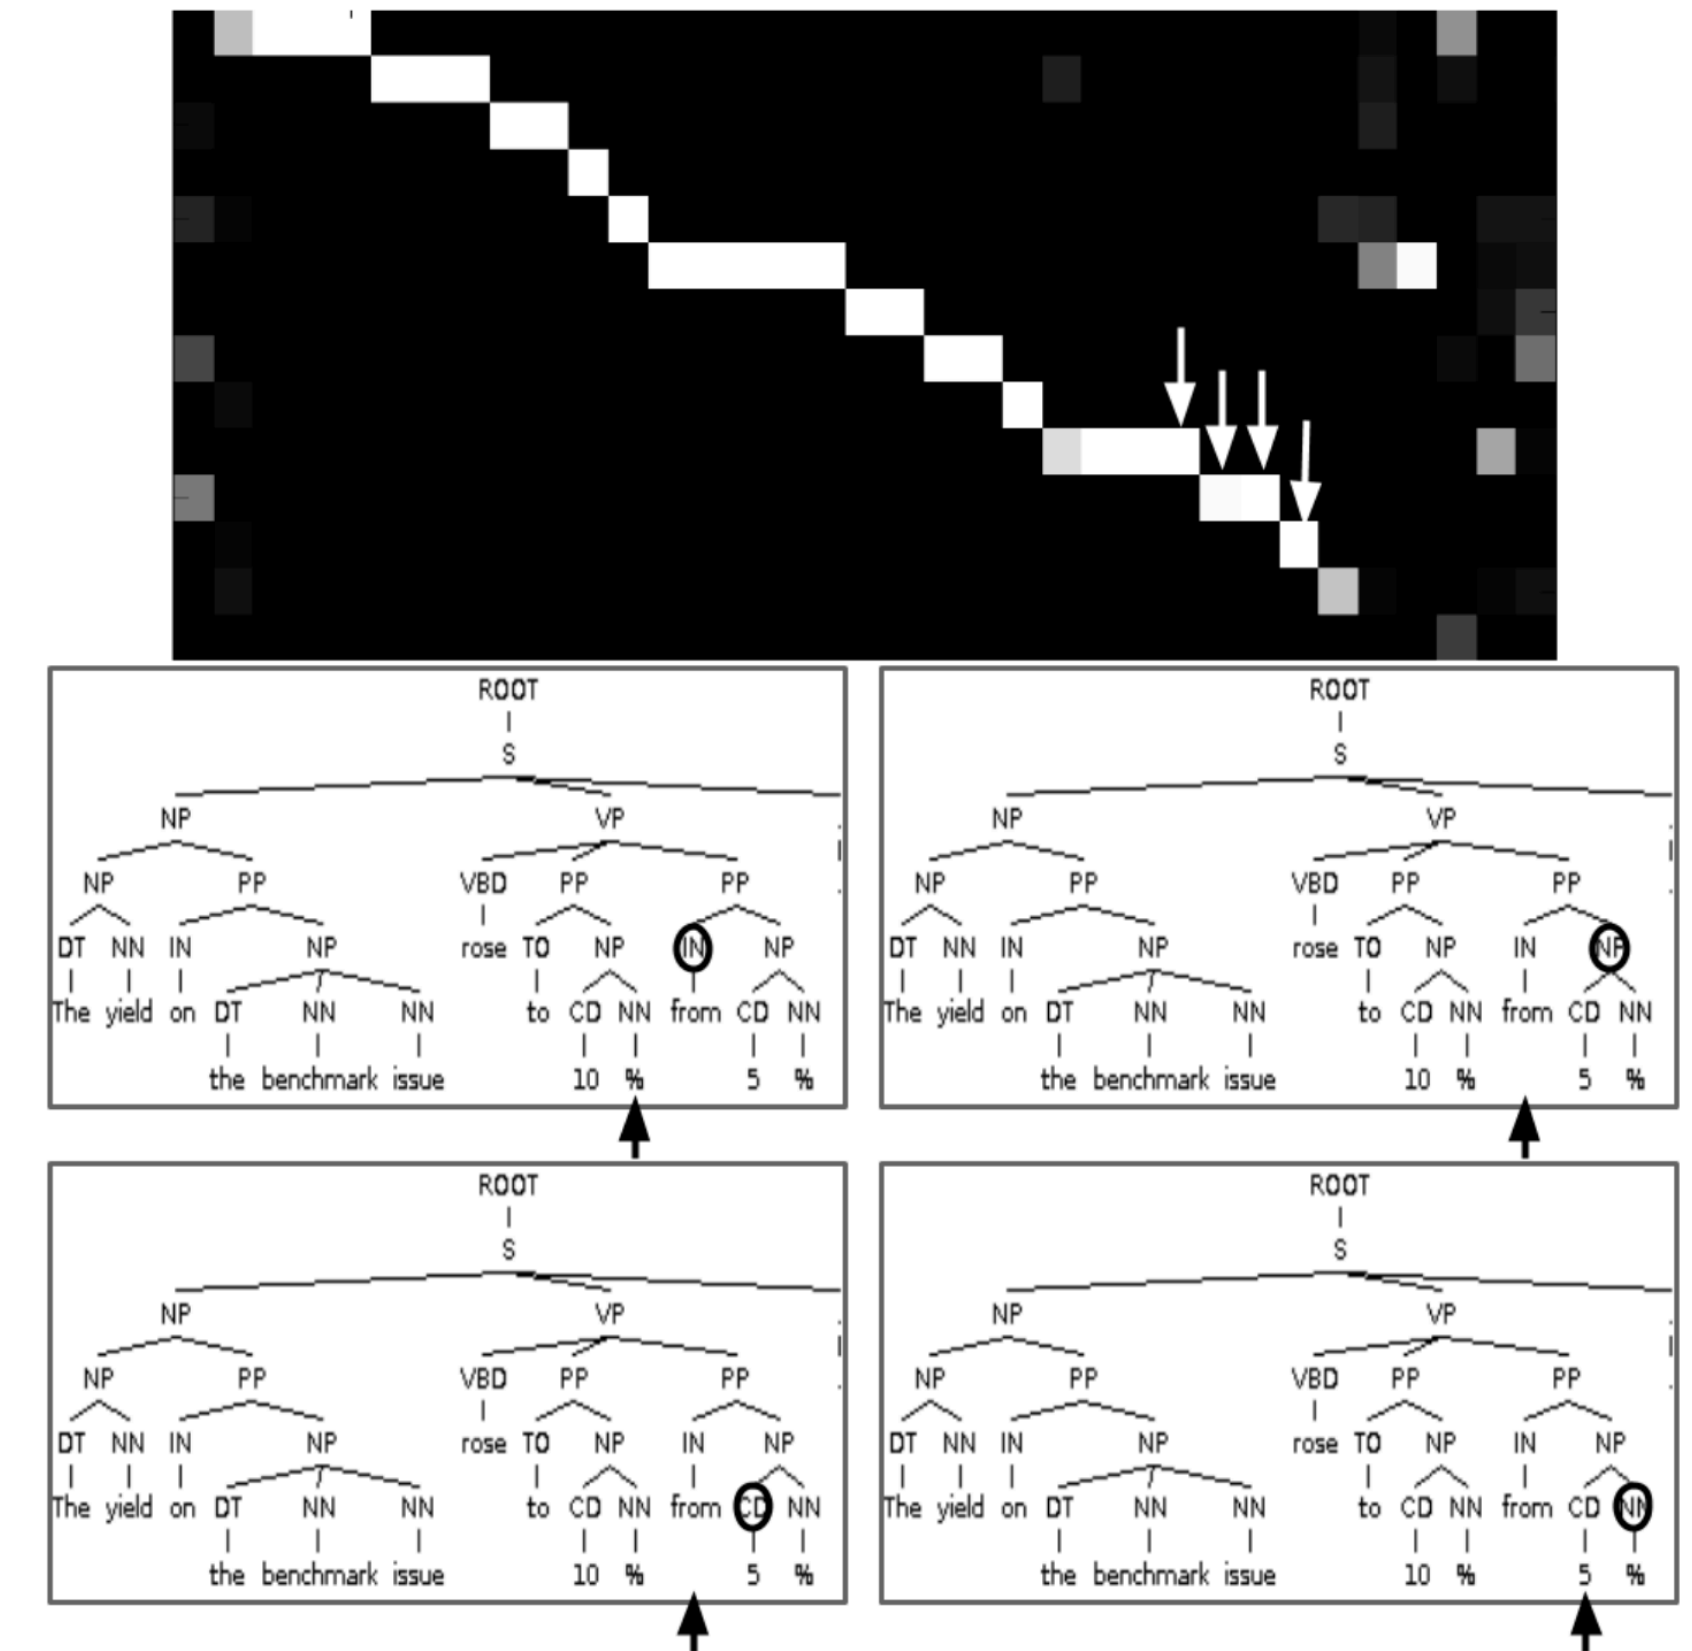 ROOT
S
NP VP
NP PP VBD PP PP
DT NN IN NP rose TO NP IN NP
The yield on DT NN NN to CD NN from CD NN
the benchmark issue 10 % 5 %
ROOT
S
NP VP
NP PP VBD PP PP
DT NN IN NP rose TO NP IN NP
The yield on DT NN NN to CD NN from CD NN
the benchmark issue 10 % 5 %
ROOT
S
NP VP
NP PP VBD PP PP
DT NN IN NP rose TO NP IN NP
The yield on DT NN NN to CD NN from CD NN
the benchmark issue 10 % 5 %
ROOT
S
NP VP
NP PP VBD PP PP
DT NN IN NP rose TO NP IN NP
The yield on DT NN NN to CD NN from CD NN
the benchmark issue 10 % 5 %